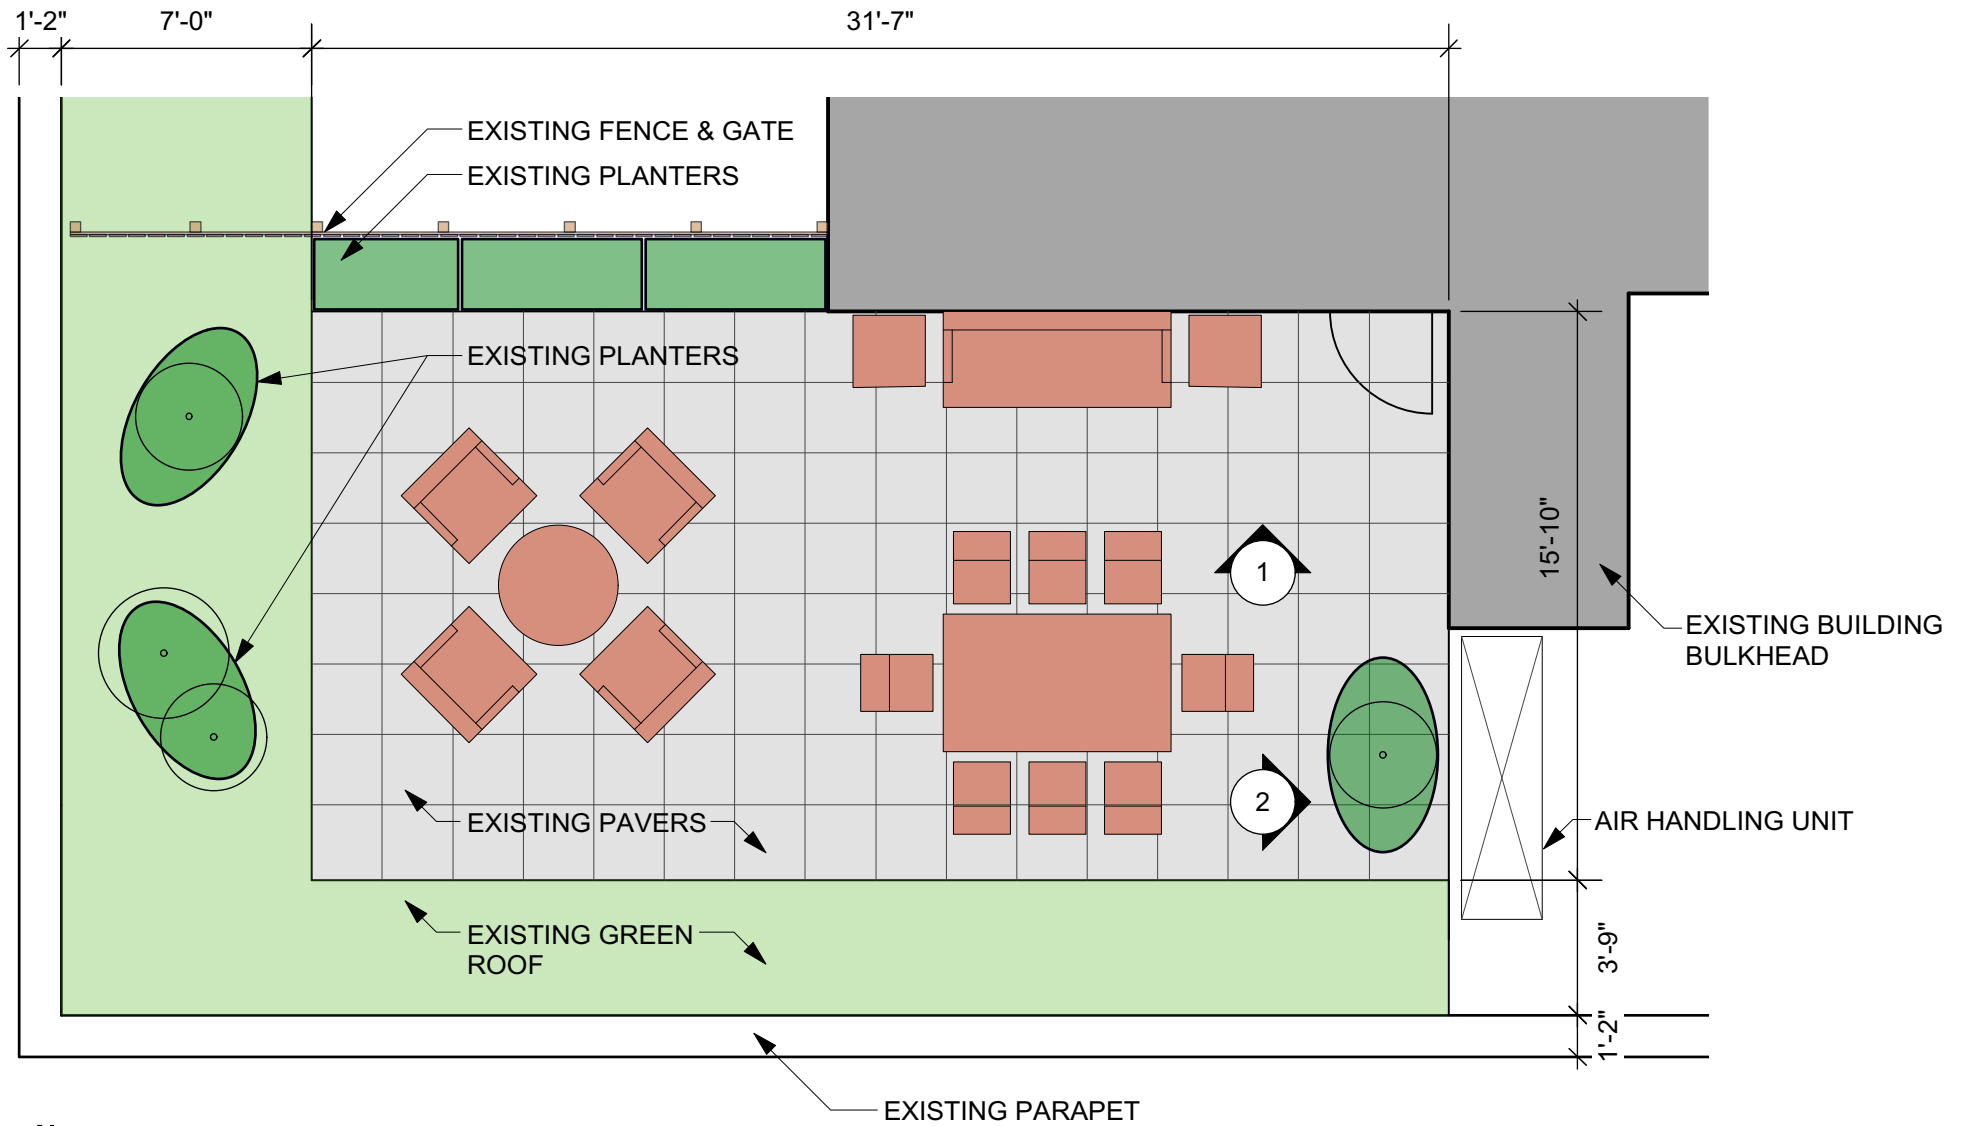 1'-2"
7'-0"
31'-7"
EXISTING FENCE & GATE
EXISTING PLANTERS
EXISTING PLANTERS
15'-10"
1
EXISTING BUILDING
BULKHEAD
2
EXISTING PAVERS
AIR HANDLING UNIT
EXISTING GREEN
ROOF
3'-9"
1'-2"
EXISTING PARAPET